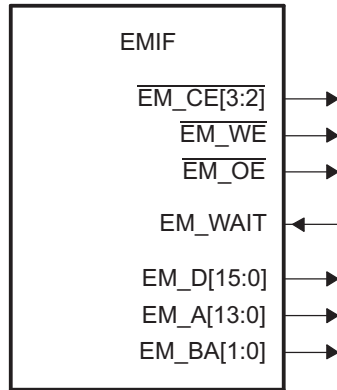 EMIF
EM_CE[3:2]
EM_WE
EM_OE
EM_WAIT
EM_D[15:0]
EM_A[13:0]
EM_BA[1:0]